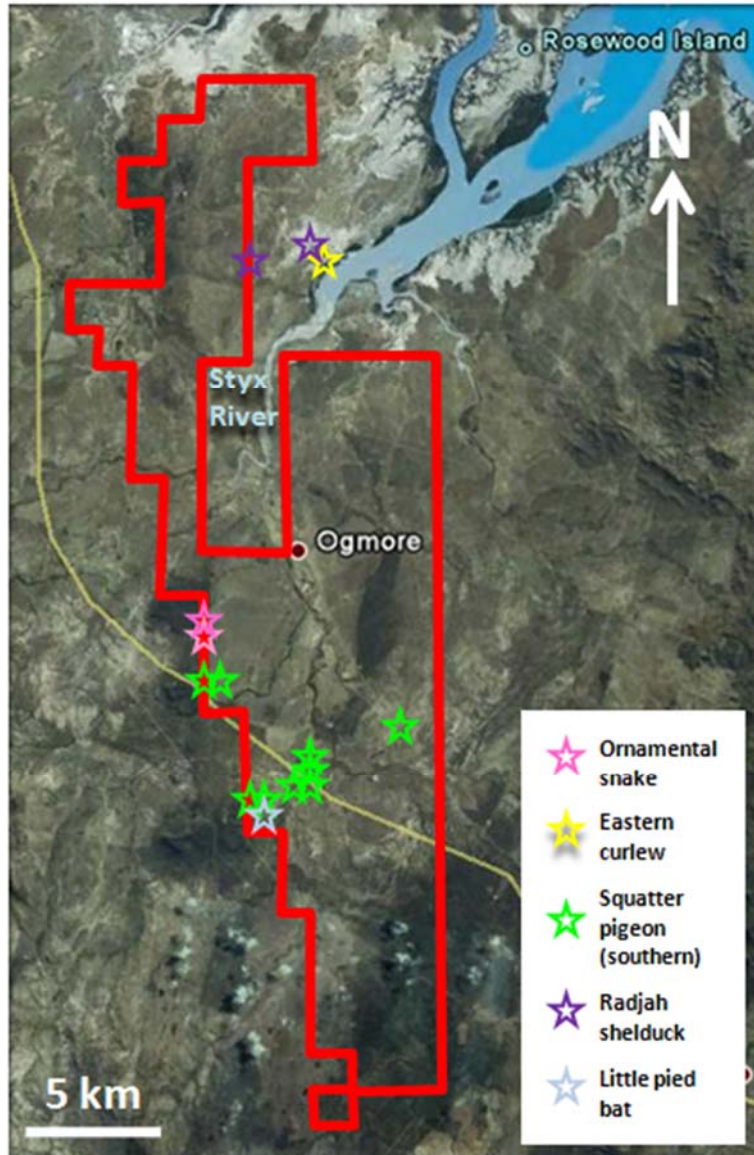 Rosewood Island
N
Styx
River
Ogmore
Ornamental
snake
Eastern
curlew
Squatter
pigeon
(southern)
Radjah
shelduck
Little pied
bat
5 km